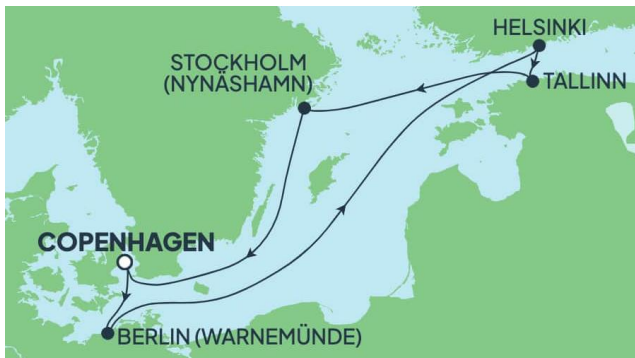 HELSINKI
STOCKHOLM
(NYNÄSHAMN)
TALLINN
COPENHAGEN
BERLIN (WARNEMÜNDE)